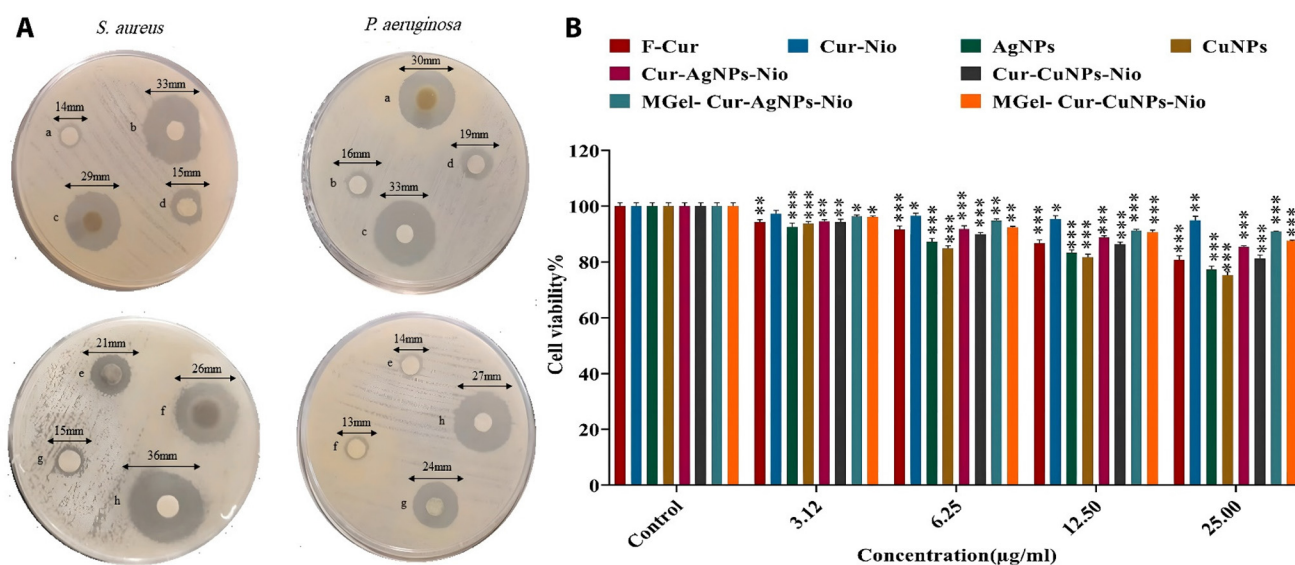 A
S. aureus
P. aeruginosa
14mm
a
33mm
b
29mm
c
15mm
d
30mm
a
19mm
d
16mm
b
33mm
c
21mm
e
26mm
f
15mm
g
36mm
h
14mm
e
27mm
h
13mm
f
24mm
g
B
F-Cur Cur-Nio AgNPs CuNPs
Cur-AgNPs-Nio Cur-CuNPs-Nio
MGel- Cur-AgNPs-Nio MGel- Cur-CuNPs-Nio
Cell viability%
120
100
80
60
40
20
0
** *** *** *** *** * *
*** * *** *** *** *** *** **
*** * *** *** *** *** *** ***
*** ** *** *** *** *** *** ***
Control 3.12 6.25 12.50 25.00
Concentration(µg/ml)